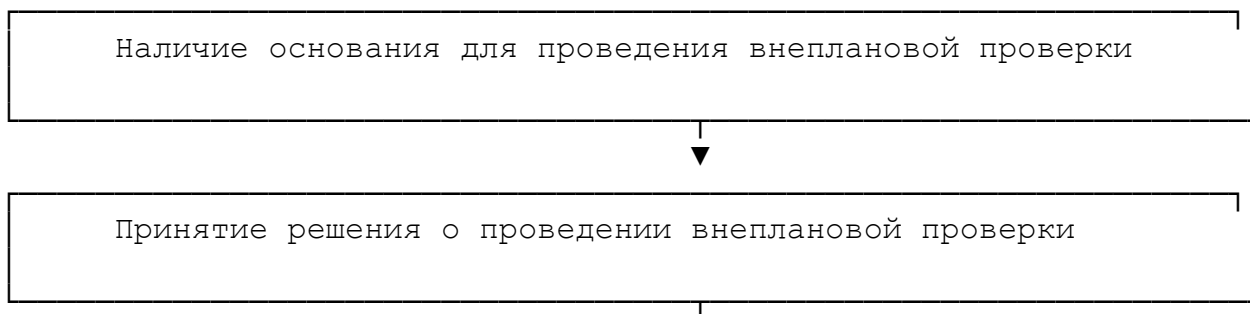 Наличие основания для проведения внеплановой проверки
Принятие решения о проведении внеплановой проверки